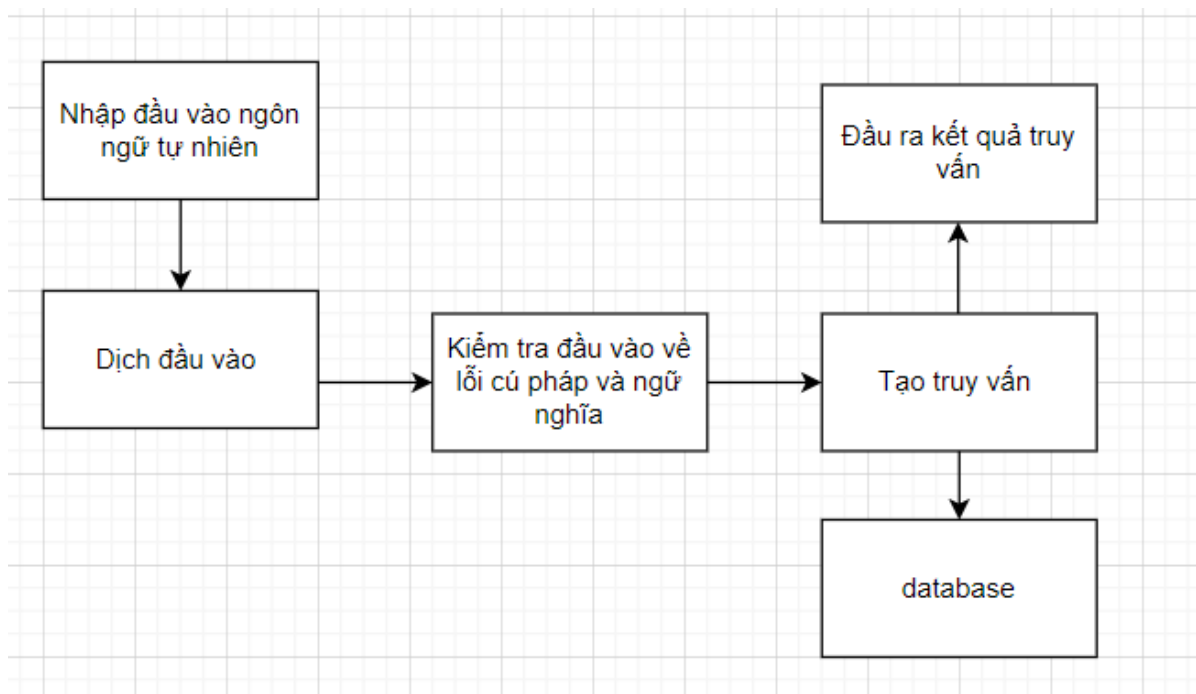 Nhập đầu vào ngôn
ngữ tự nhiên
Dịch đầu vào
Kiểm tra đầu vào về
lỗi cú pháp và ngữ
nghĩa
Tạo truy vấn
Đầu ra kết quả truy
vấn
database